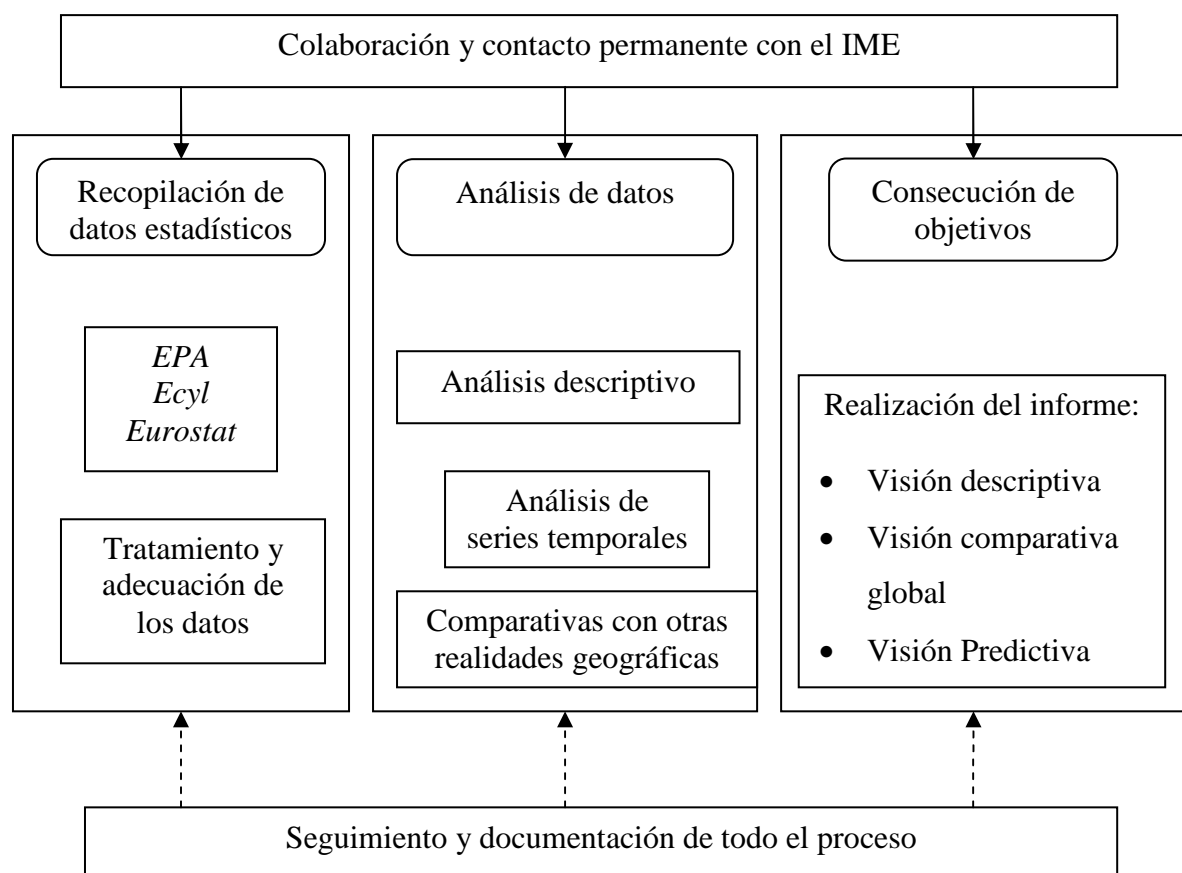 Colaboración y contacto permanente con el IME
Recopilación de
datos estadísticos
EPA
Ecyl
Eurostat
Tratamiento y
adecuación de
los datos
Análisis de datos
Análisis descriptivo
Análisis de
series temporales
Comparativas con otras
realidades geográficas
Consecución de
objetivos
Realización del informe:
• Visión descriptiva
• Visión comparativa
global
• Visión Predictiva
Seguimiento y documentación de todo el proceso